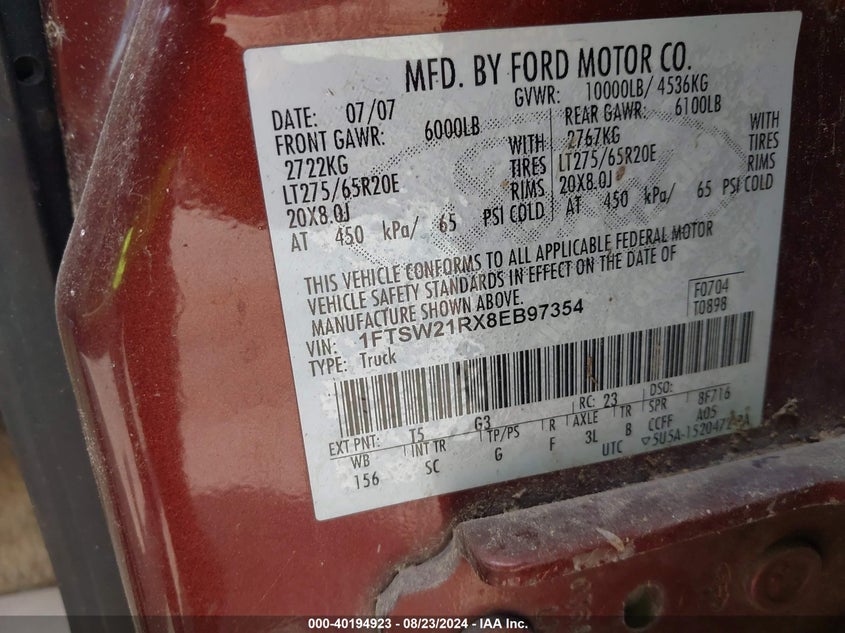 MFD. BY FORD MOTOR CO.
DATE: 07/07 GVWR: 10000LB/ 4536KG
FRONT GAWR: 6000LB REAR GAWR: 6100LB
2722KG WITH 2767KG WITH
LT275/65R20E TIRES LT275/65R20E TIRES
20X8.0J RIMS 20X8.0J RIMS
AT 450 kPa/ 65 PSI COLD AT 450 kPa/ 65 PSI COLD
THIS VEHICLE CONFORMS TO ALL APPLICABLE FEDERAL MOTOR
VEHICLE SAFETY STANDARDS IN EFFECT ON THE DATE OF
MANUFACTURE SHOWN ABOVE.
VIN: 1FTSW21RX8EB97354 F0704
TYPE: Truck T0898
EXT PNT: T5 G3 RC: 23 DSO:
WB INT TR TP/PS R AXLE TR SPR 8F716
156 SC G F 3L B CCFF A05
UTC
000-40194923 / 08/23/2024 - IAA Inc.